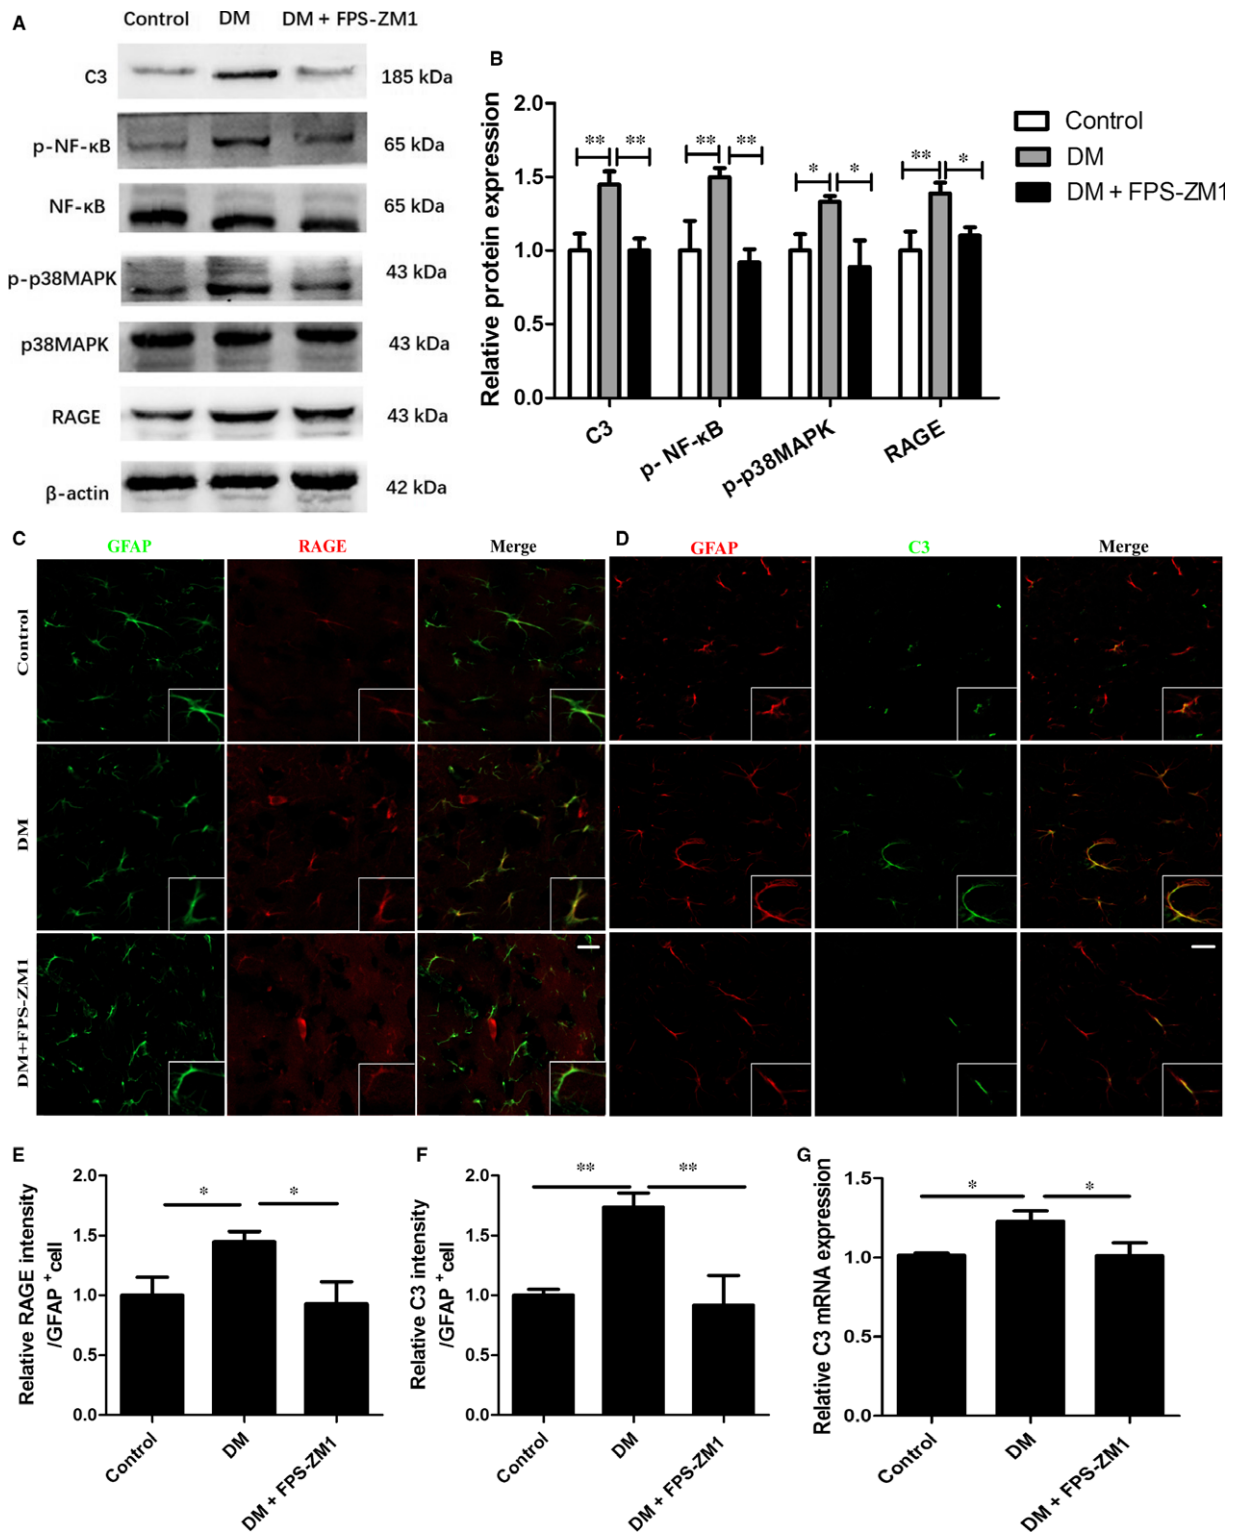 A
Control DM DM + FPS-ZM1
C3 185 kDa
p-NF-κB 65 kDa
NF-κB 65 kDa
p-p38MAPK 43 kDa
p38MAPK 43 kDa
RAGE 43 kDa
β-actin 42 kDa
B
Relative protein expression
2.0
1.5
1.0
0.5
0.0
** ** ** ** * * ** *
C3 p- NF-κB p-p38MAPK RAGE
Control
DM
DM + FPS-ZM1
C
GFAP RAGE Merge
Control
DM
DM+FPS-ZM1
D
GFAP C3 Merge
E
Relative RAGE intensity
/GFAP +cell
2.0
1.5
1.0
0.5
0.0
* *
Control DM DM + FPS-ZM1
F
Relative C3 intensity
/GFAP +cell
2.0
1.5
1.0
0.5
0.0
** **
Control DM DM + FPS-ZM1
G
Relative C3 mRNA expression
1.5
1.0
0.5
0.0
* *
Control DM DM + FPS-ZM1